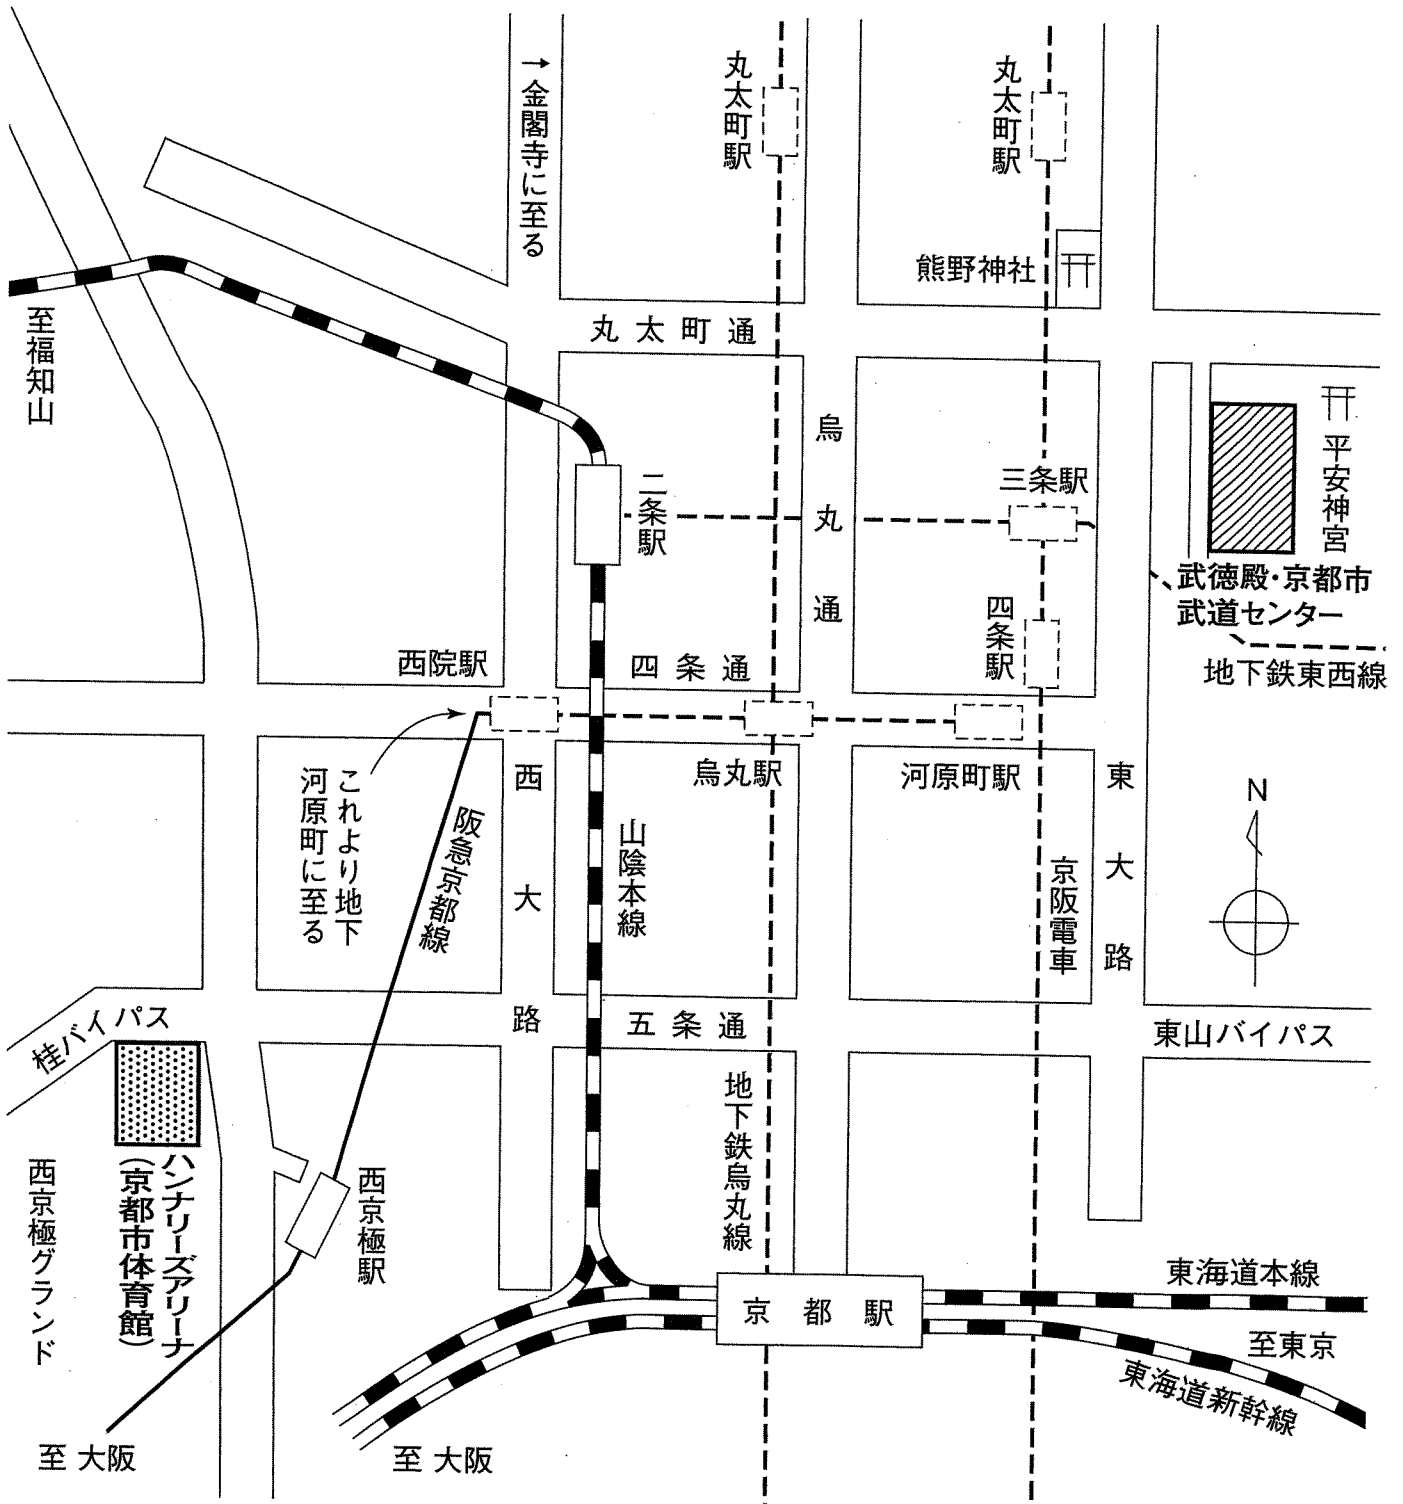 →金閣寺に至る
丸太町駅
丸太町駅
熊野神社
至福知山
丸太町通
烏丸通
平安神宮
三条駅
二条駅
武徳殿・京都市
武道センター
四条駅
西院駅
四条通
地下鉄東西線
烏丸駅
河原町駅
これより地下
河原町に至る
阪急京都線
西大路
山陰本線
京阪電車
東大路
N
桂バイパス
五条通
東山バイパス
地下鉄烏丸線
ハンナリーズアリーナ
(京都市体育館)
西京極グランド
西京極駅
京都駅
東海道本線
至東京
東海道新幹線
至 大阪
至 大阪